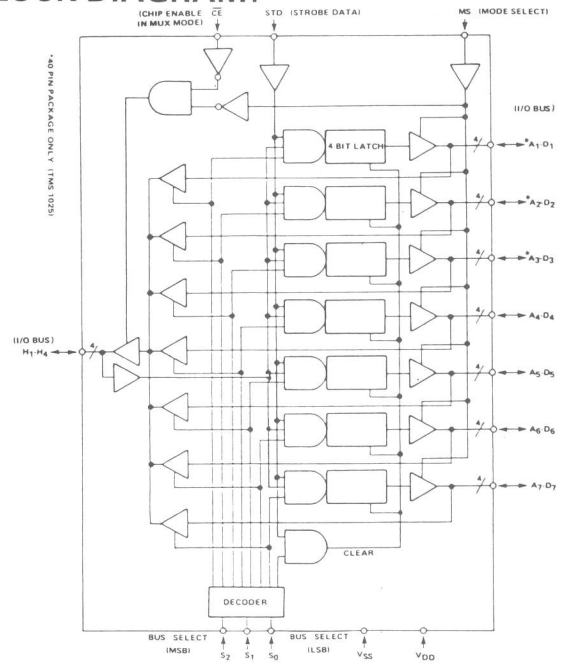 (CHIP ENABLE IN MUX MODE) CE
STD (STROBE DATA)
MS (MODE SELECT)
*40 PIN PACKAGE ONLY (TMS 1025)
(I/O BUS)
4 BIT LATCH
4
*A1-D1
4
*A2-D2
4
*A3-D3
4
A4-D4
(I/O BUS)
H1-H4
4
4
A5-D5
4
A6-D6
4
A7-D7
CLEAR
DECODER
BUS SELECT
(MSB)
S2
S1
S0
BUS SELECT
(LSB)
VSS
VDD